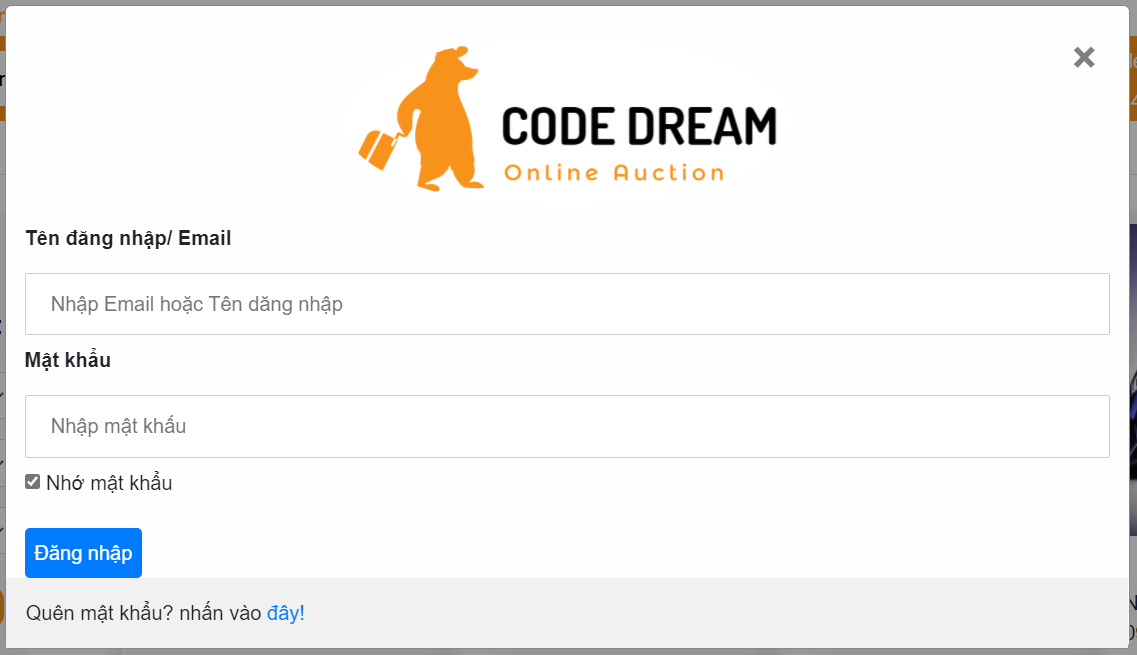 CODE DREAM
Online Auction
Tên đăng nhập/ Email
Nhập Email hoặc Tên dăng nhập
Mật khẩu
Nhập mật khấu
Nhớ mật khẩu
Đăng nhập
Quên mật khẩu? nhấn vào đây!